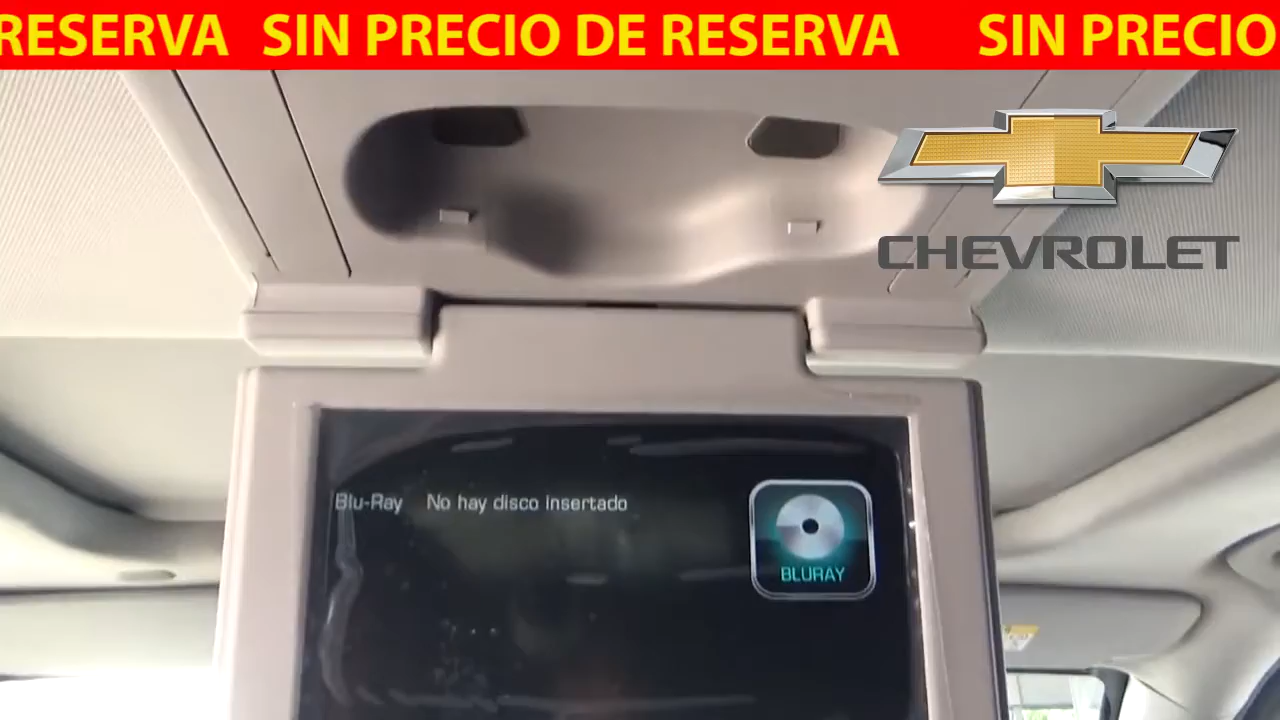 RESERVA SIN PRECIO DE RESERVA SIN PRECIO
CHEVROLET
Blu-Ray No hay disco insertado
BLURAY